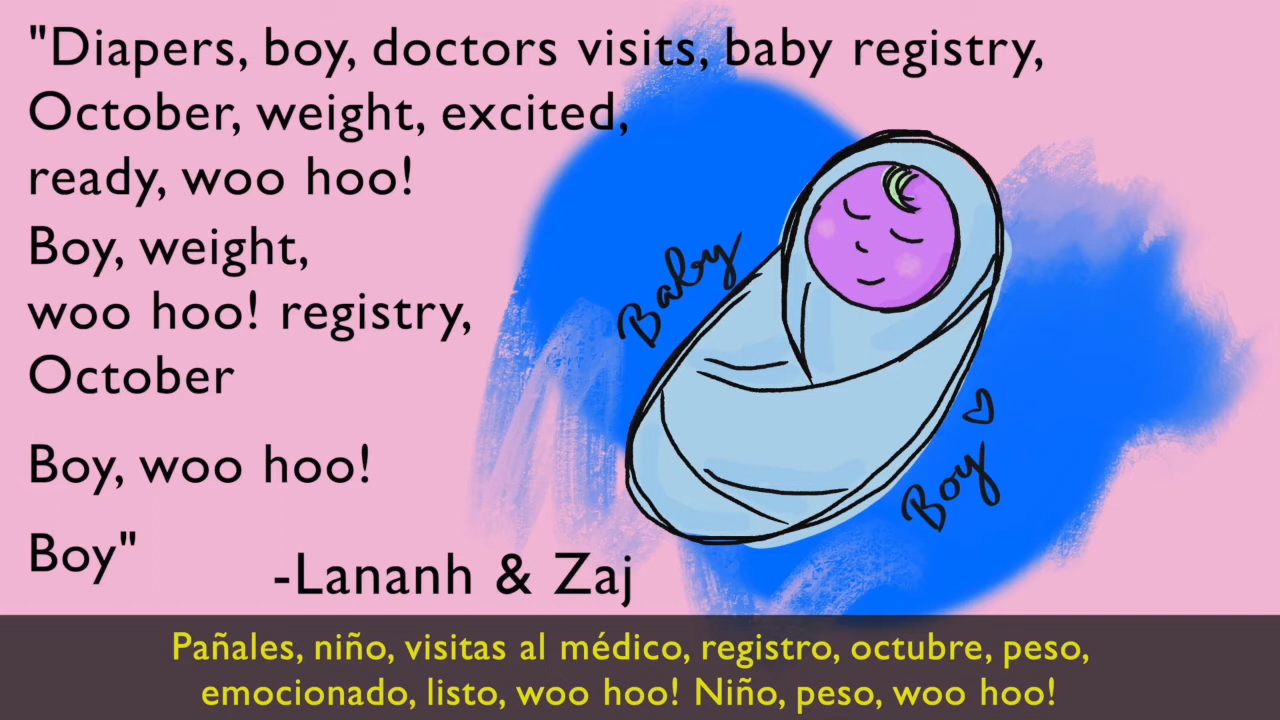 "Diapers, boy, doctors visits, baby registry,
October, weight, excited,
ready, woo hoo!
Boy, weight,
woo hoo! registry,
October
Boy, woo hoo!
Boy"
-Lananh & Zaj
Baby
Boy
Pañales, niño, visitas al médico, registro, octubre, peso,
emocionado, listo, woo hoo! Niño, peso, woo hoo!